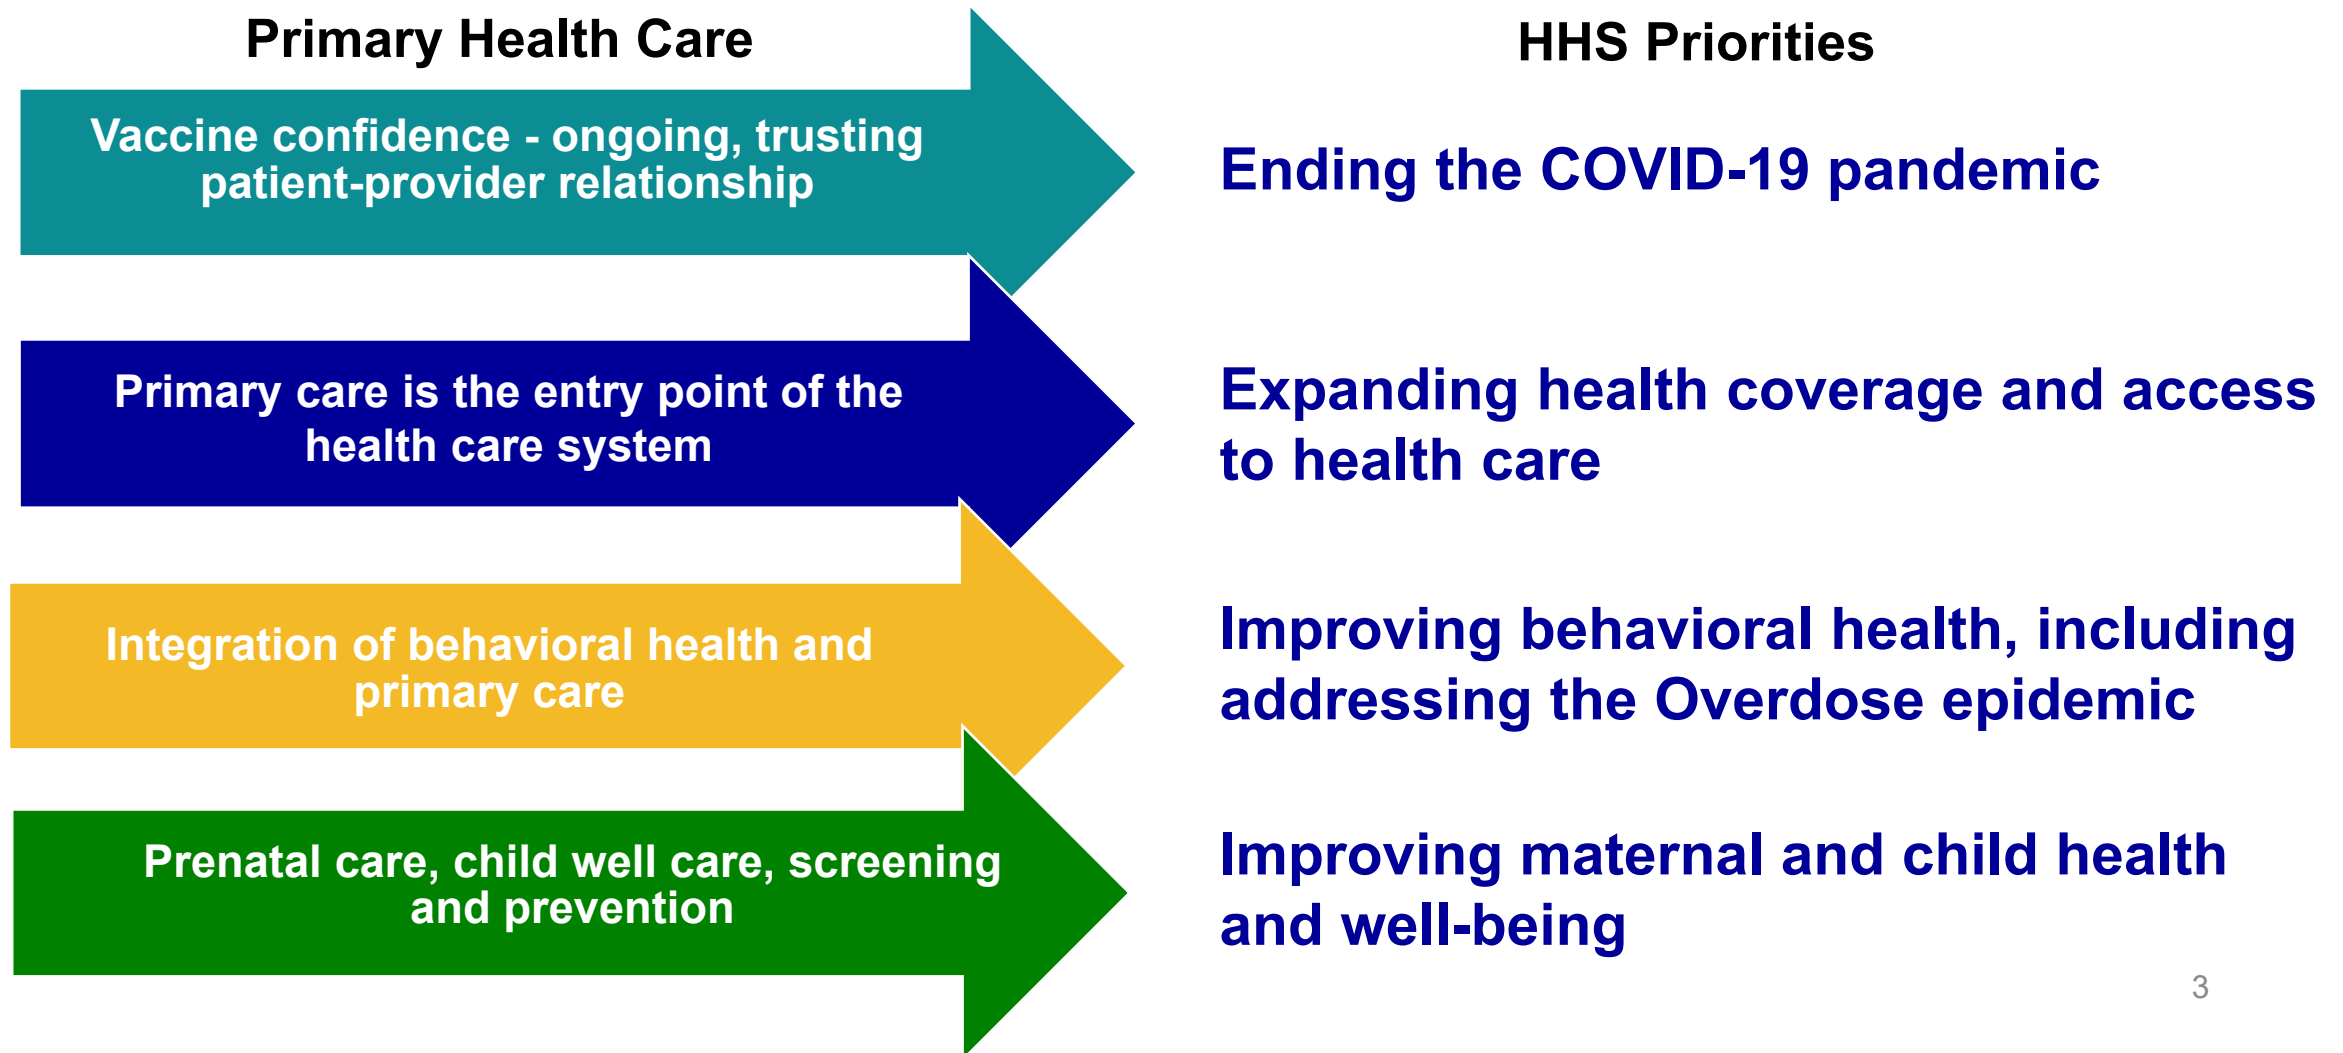 Primary Health Care
HHS Priorities
Vaccine confidence - ongoing, trusting
patient-provider relationship
Ending the COVID-19 pandemic
Primary care is the entry point of the
health care system
Expanding health coverage and access
to health care
Integration of behavioral health and
primary care
Improving behavioral health, including
addressing the Overdose epidemic
Prenatal care, child well care, screening
and prevention
Improving maternal and child health
and well-being
3